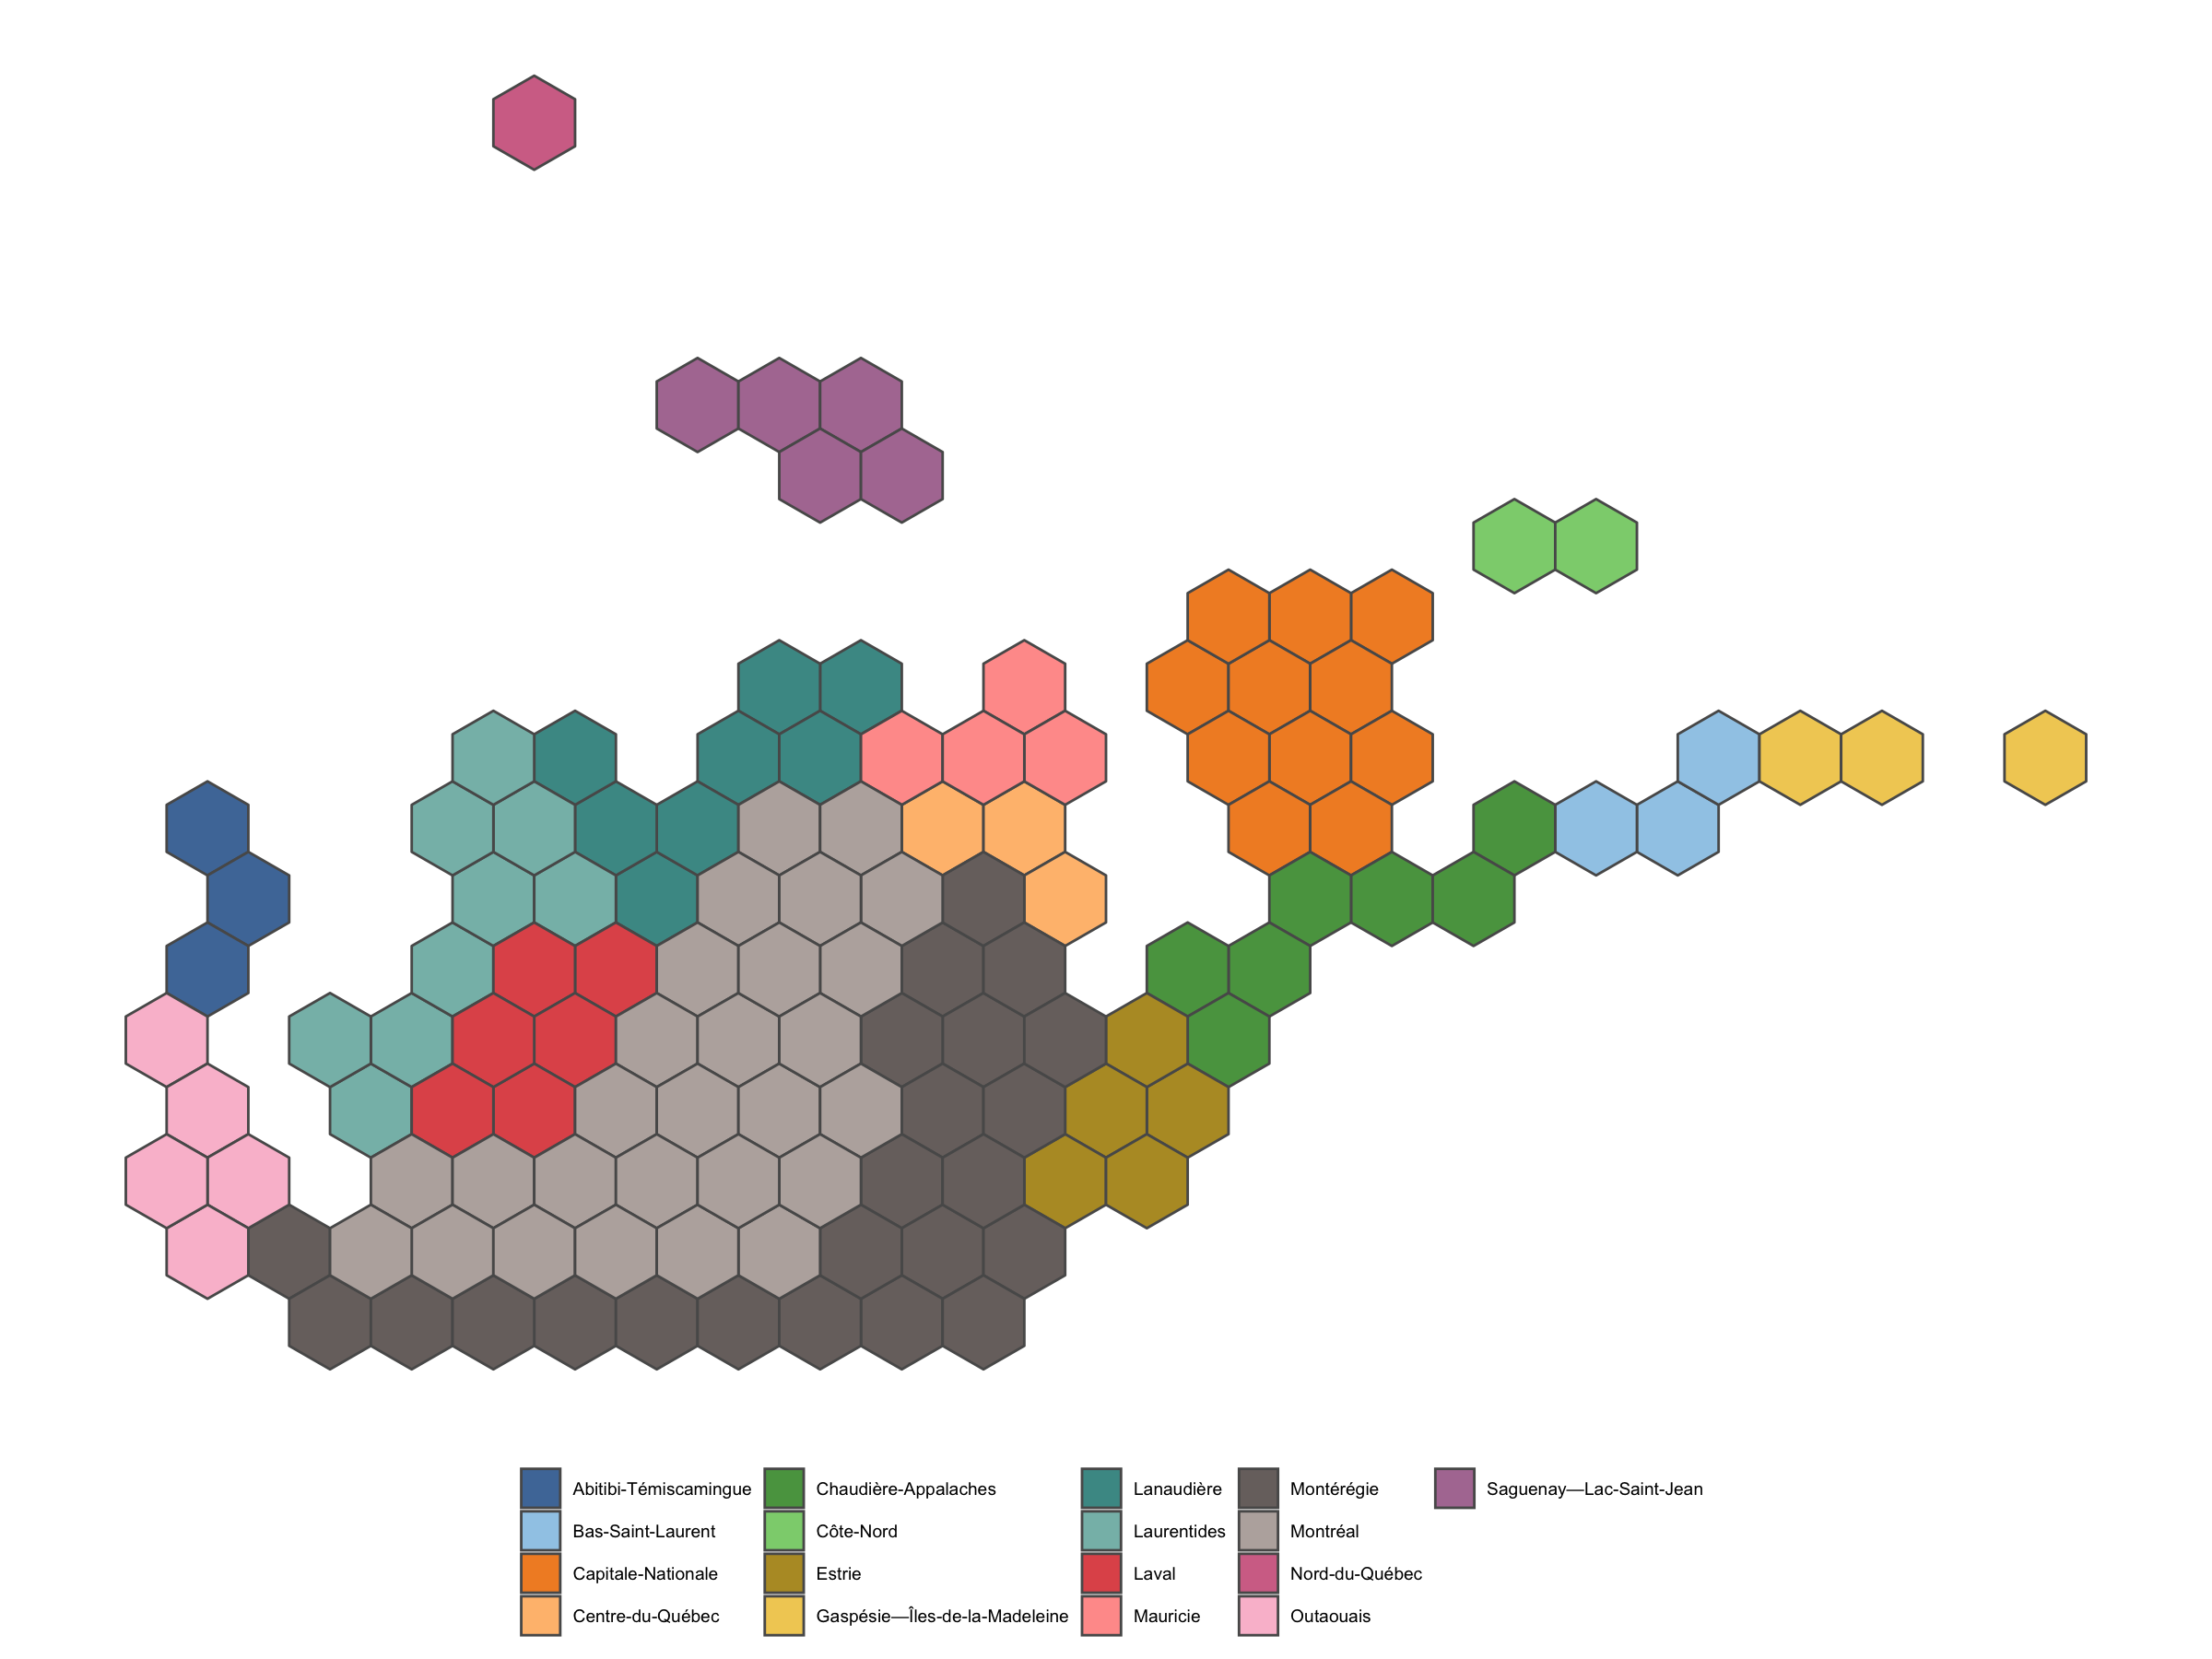 Abitibi-Témiscamingue
Bas-Saint-Laurent
Capitale-Nationale
Centre-du-Québec
Chaudière-Appalaches
Côte-Nord
Estrie
Gaspésie—Îles-de-la-Madeleine
Lanaudière
Laurentides
Laval
Mauricie
Montérégie
Montréal
Nord-du-Québec
Outaouais
Saguenay—Lac-Saint-Jean